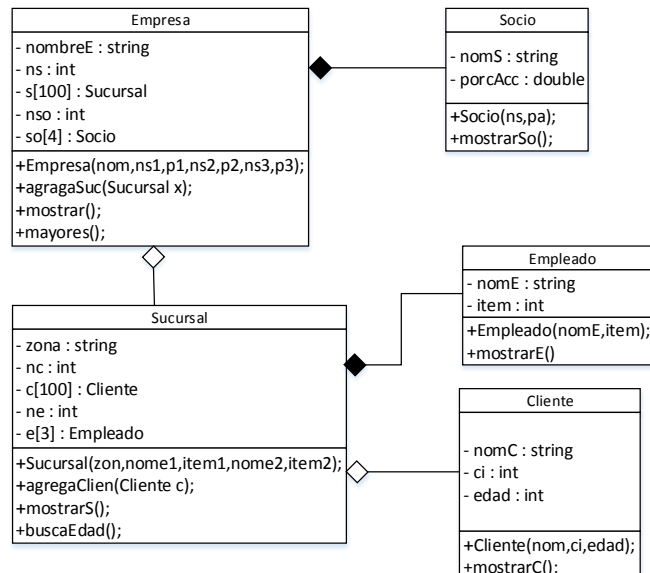 Empresa
- nombreE : string
- ns : int
- s[100] : Sucursal
- nso : int
- so[4] : Socio
+Empresa(nom,ns1,p1,ns2,p2,ns3,p3);
+agragaSuc(Sucursal x);
+mostrar();
+mayores();
Socio
- nomS : string
- porcAcc : double
+Socio(ns,pa);
+mostrarSo();
Sucursal
- zona : string
- nc : int
- c[100] : Cliente
- ne : int
- e[3] : Empleado
+Sucursal(zon,nome1,item1,nome2,item2);
+agregaClien(Cliente c);
+mostrarS();
+buscaEdad();
Empleado
- nomE : string
- item : int
+Empleado(nomE,item);
+mostrarE()
Cliente
- nomC : string
- ci : int
- edad : int
+Cliente(nom,ci,edad);
+mostrarC();